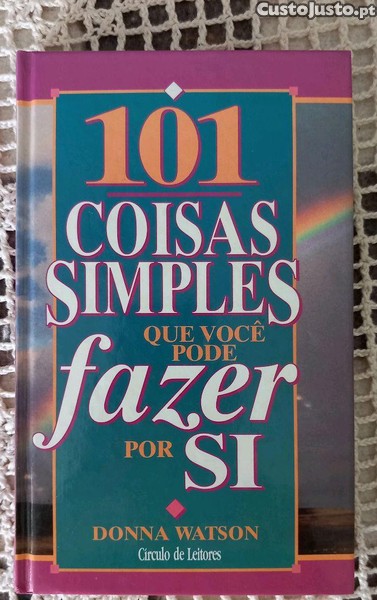 CustoJusto.pt
101
COISAS
SIMPLES
QUE VOCÊ
PODE
fazer
POR SI
DONNA WATSON
Círculo de Leitores